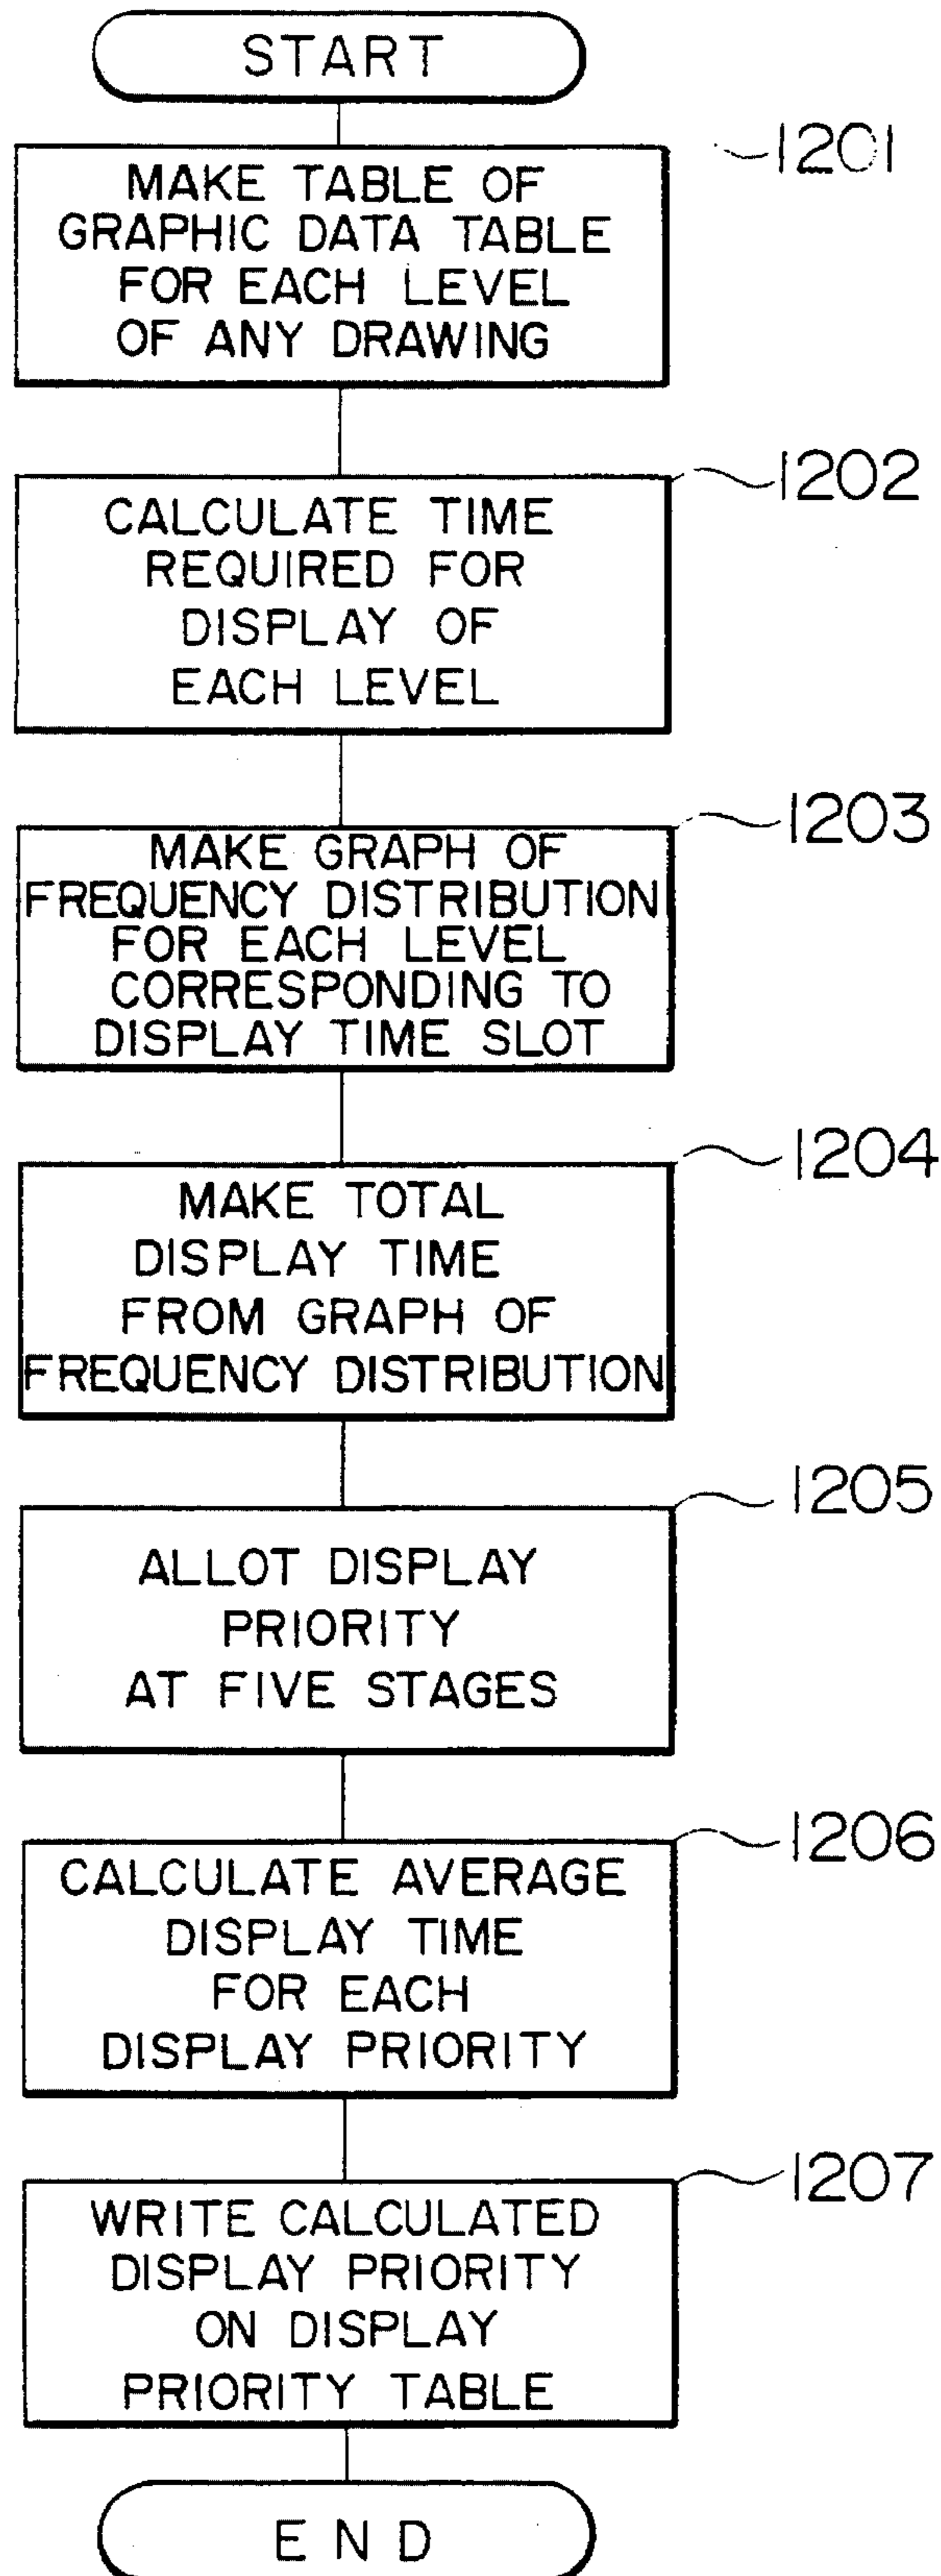 START
1201
MAKE TABLE OF
GRAPHIC DATA TABLE
FOR EACH LEVEL
OF ANY DRAWING
1202
CALCULATE TIME
REQUIRED FOR
DISPLAY OF
EACH LEVEL
1203
MAKE GRAPH OF
FREQUENCY DISTRIBUTION
FOR EACH LEVEL
CORRESPONDING TO
DISPLAY TIME SLOT
1204
MAKE TOTAL
DISPLAY TIME
FROM GRAPH OF
FREQUENCY DISTRIBUTION
1205
ALLOT DISPLAY
PRIORITY
AT FIVE STAGES
1206
CALCULATE AVERAGE
DISPLAY TIME
FOR EACH
DISPLAY PRIORITY
1207
WRITE CALCULATED
DISPLAY PRIORITY
ON DISPLAY
PRIORITY TABLE
END